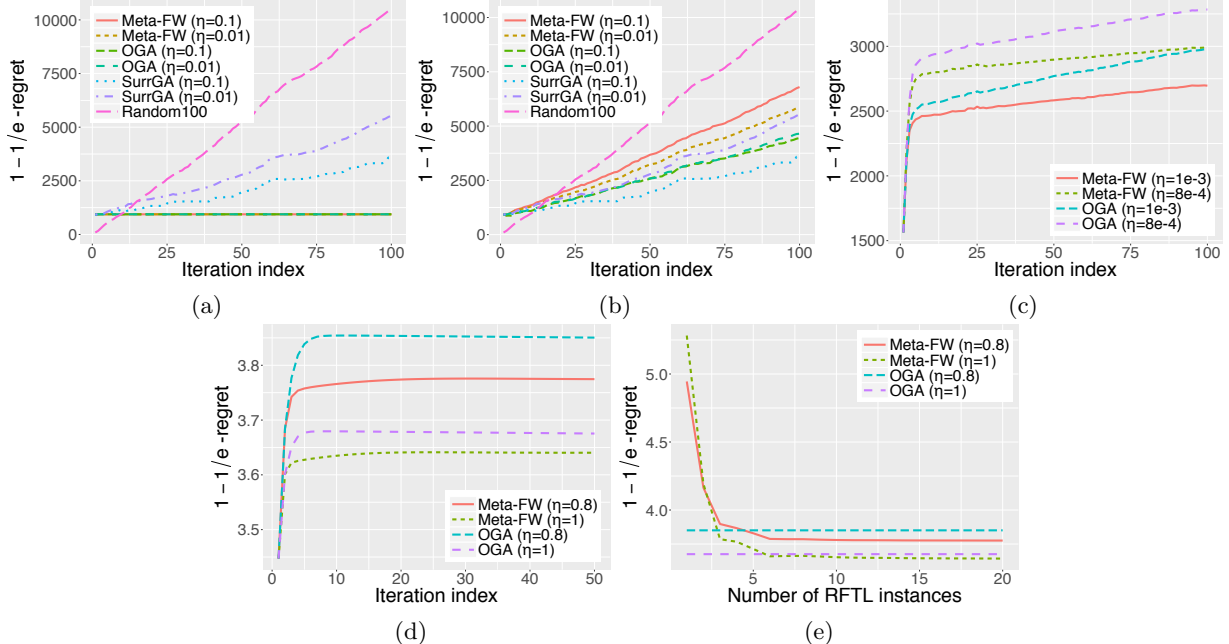 1 − 1/e -regret
10000
7500
5000
2500
0
Meta-FW (η=0.1)
Meta-FW (η=0.01)
OGA (η=0.1)
OGA (η=0.01)
SurrGA (η=0.1)
SurrGA (η=0.01)
Random100
0 25 50 75 100
Iteration index
(a)
1 − 1/e -regret
10000
7500
5000
2500
0
Meta-FW (η=0.1)
Meta-FW (η=0.01)
OGA (η=0.1)
OGA (η=0.01)
SurrGA (η=0.1)
SurrGA (η=0.01)
Random100
0 25 50 75 100
Iteration index
(b)
1 − 1/e -regret
3000
2500
2000
1500
Meta-FW (η=1e-3)
Meta-FW (η=8e-4)
OGA (η=1e-3)
OGA (η=8e-4)
0 25 50 75 100
Iteration index
(c)
1 − 1/e -regret
3.8
3.7
3.6
3.5
Meta-FW (η=0.8)
Meta-FW (η=1)
OGA (η=0.8)
OGA (η=1)
0 10 20 30 40 50
Iteration index
(d)
1 − 1/e -regret
5.0
4.5
4.0
Meta-FW (η=0.8)
Meta-FW (η=1)
OGA (η=0.8)
OGA (η=1)
5 10 15 20
Number of RFTL instances
(e)